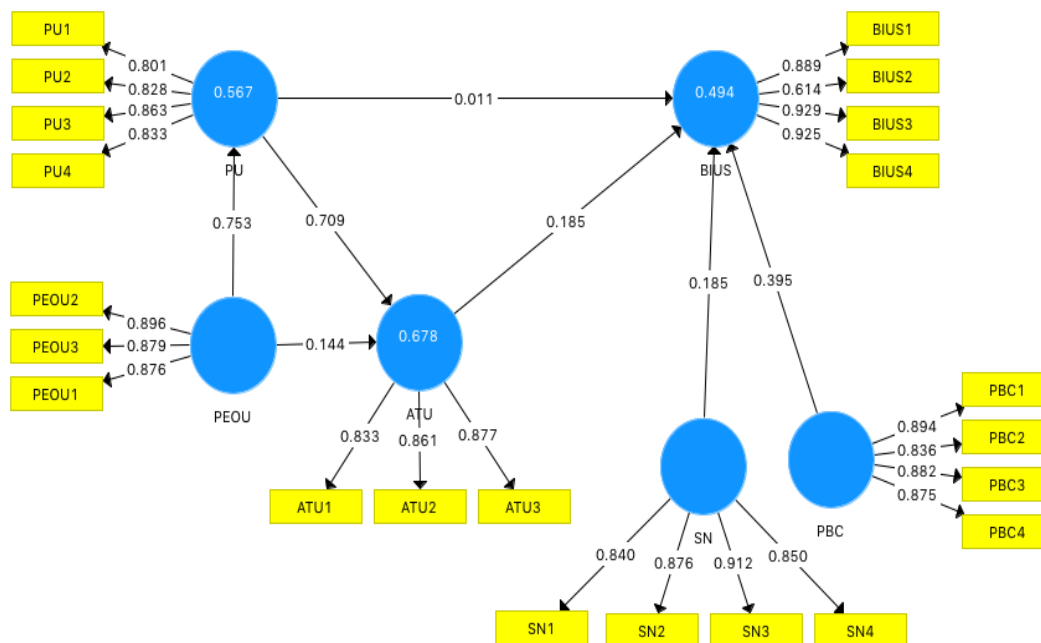 PU1
PU2
PU3
PU4
0.801
0.828
0.863
0.833
0.567
PU
0.011
0.494
BIUS
0.889
0.614
0.929
0.925
BIUS1
BIUS2
BIUS3
BIUS4
0.753
0.709
0.185
0.185
0.395
PEOU2
PEOU3
PEOU1
0.896
0.879
0.876
PEOU
0.144
0.678
ATU
0.833
0.861
0.877
ATU1
ATU2
ATU3
SN
0.840
0.876
0.912
0.850
SN1
SN2
SN3
SN4
PBC
0.894
0.836
0.882
0.875
PBC1
PBC2
PBC3
PBC4